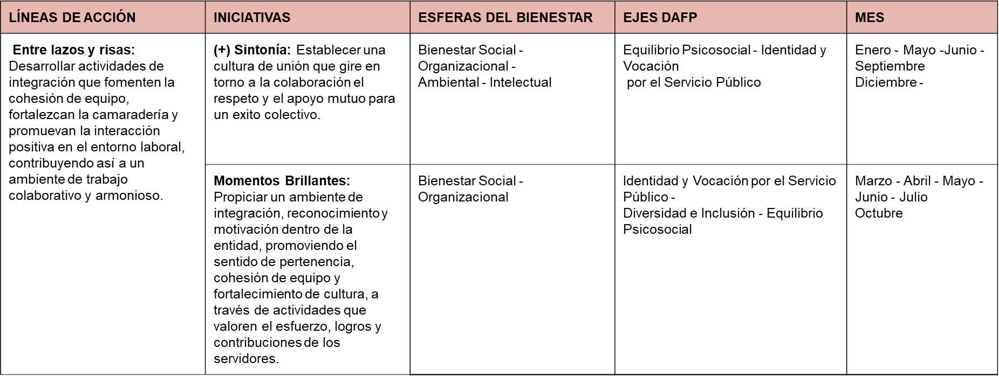 LÍNEAS DE ACCIÓN
INICIATIVAS
ESFERAS DEL BIENESTAR
EJES DAFP
MES
Entre lazos y risas:
Desarrollar actividades de
integración que fomenten la
cohesión de equipo,
fortalezcan la camaradería y
promuevan la interacción
positiva en el entorno laboral,
contribuyendo así a un
ambiente de trabajo
colaborativo y armonioso.
(+) Sintonía: Establecer una
cultura de unión que gire en
torno a la colaboración el
respeto y el apoyo mutuo para
un exito colectivo.
Bienestar Social -
Organizacional -
Ambiental - Intelectual
Equilibrio Psicosocial - Identidad y
Vocación
por el Servicio Público
Enero - Mayo -Junio -
Septiembre
Diciembre -
Momentos Brillantes:
Propiciar un ambiente de
integración, reconocimiento y
motivación dentro de la
entidad, promoviendo el
sentido de pertenencia,
cohesión de equipo y
fortalecimiento de cultura, a
través de actividades que
valoren el esfuerzo, logros y
contribuciones de los
servidores.
Bienestar Social -
Organizacional
Identidad y Vocación por el Servicio
Público -
Diversidad e Inclusión - Equilibrio
Psicosocial
Marzo - Abril - Mayo -
Junio - Julio
Octubre